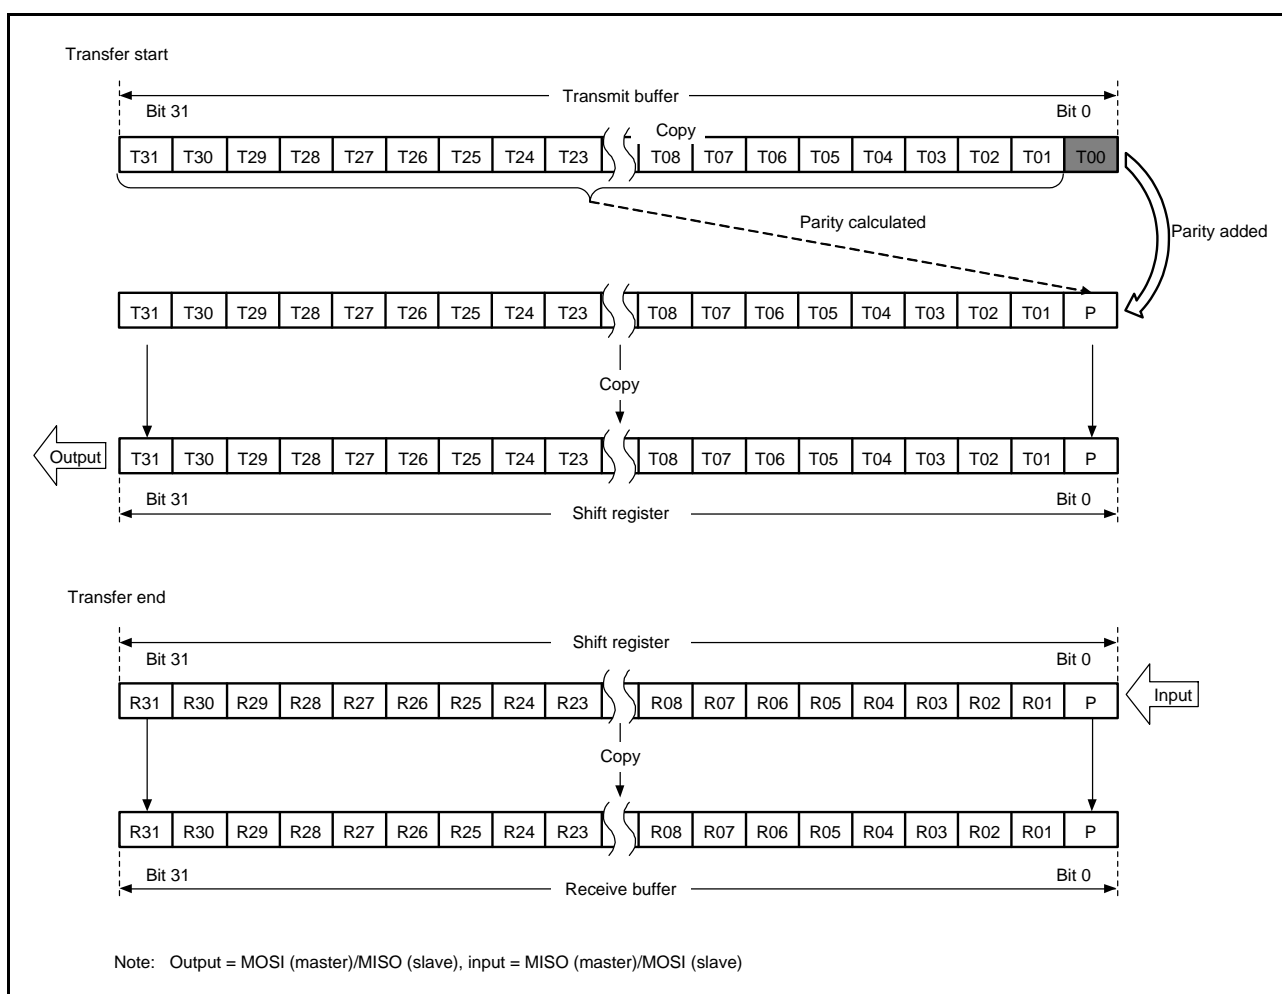 Transfer start
Transmit buffer
Bit 31 Bit 0
Copy
T31 T30 T29 T28 T27 T26 T25 T24 T23 T08 T07 T06 T05 T04 T03 T02 T01 T00
Parity calculated
Parity added
T31 T30 T29 T28 T27 T26 T25 T24 T23 T08 T07 T06 T05 T04 T03 T02 T01 P
Copy
Output T31 T30 T29 T28 T27 T26 T25 T24 T23 T08 T07 T06 T05 T04 T03 T02 T01 P
Bit 31 Bit 0
Shift register
Transfer end
Shift register
Bit 31 Bit 0
R31 R30 R29 R28 R27 R26 R25 R24 R23 R08 R07 R06 R05 R04 R03 R02 R01 P Input
Copy
R31 R30 R29 R28 R27 R26 R25 R24 R23 R08 R07 R06 R05 R04 R03 R02 R01 P
Bit 31 Bit 0
Receive buffer
Note: Output = MOSI (master)/MISO (slave), input = MISO (master)/MOSI (slave)